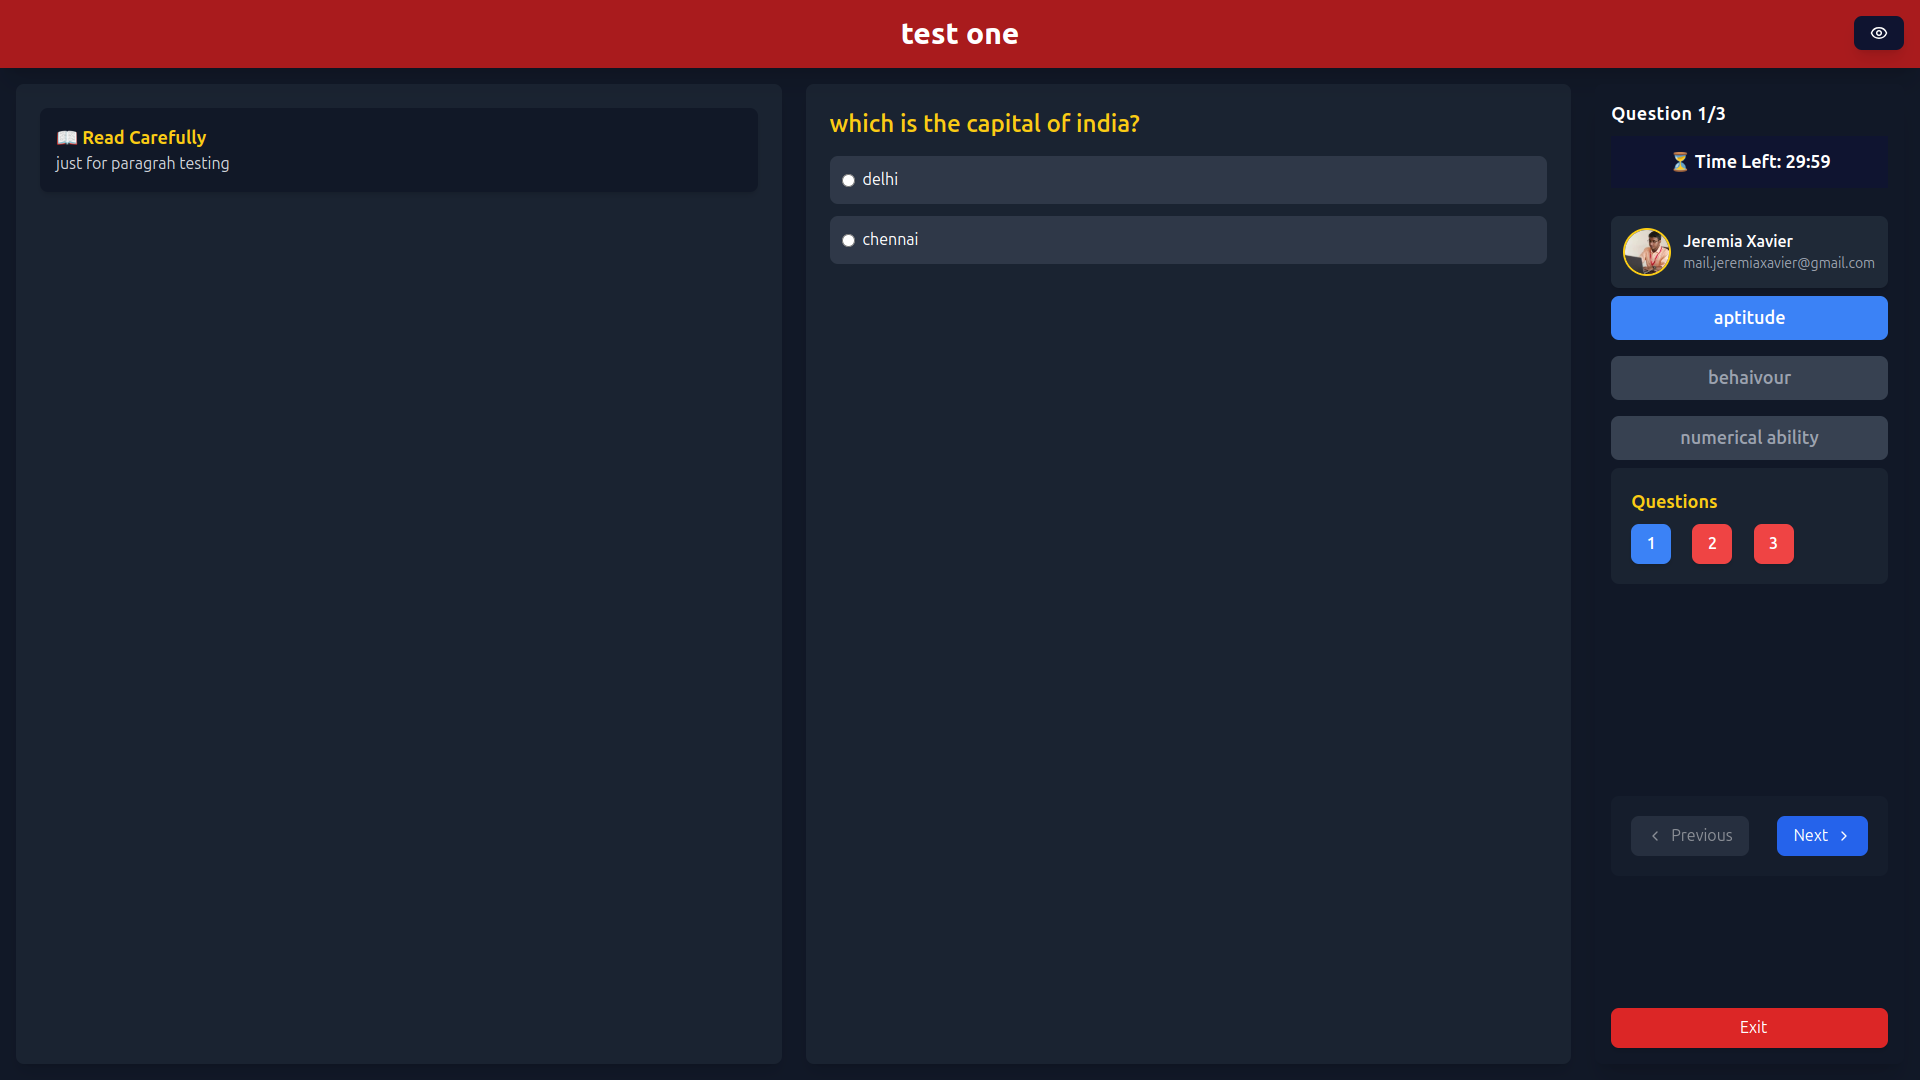 test one
📖 Read Carefully
just for paragrah testing
which is the capital of india?
delhi
chennai
Question 1/3
⏳ Time Left: 29:59
Jeremia Xavier
mail.jeremiaxavier@gmail.com
aptitude
behaivour
numerical ability
Questions
1 2 3
Previous Next
Exit